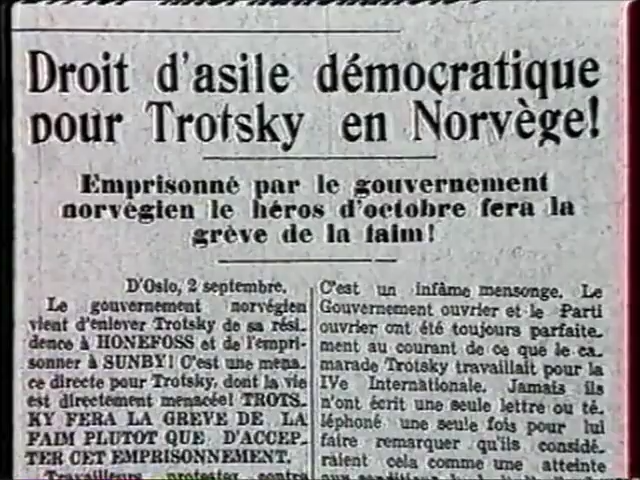 Droit d'asile démocratique
pour Trotsky en Norvège!
Emprisonné par le gouvernement
norvégien le héros d'octobre fera la
grève de la faim!
D'Oslo, 2 septembre.
Le gouvernement norvégien
vient d'enlever Trotsky de sa rési-
dence à HONEFOSS et de l'empri-
sonner à SUNBY! C'est une mena-
ce directe pour Trotsky, dont la vie
est directement menacée! TROTS-
KY FERA LA GREVE DE LA
FAIM PLUTOT QUE D'ACCEP-
TER CET EMPRISONNEMENT.
Travailleurs, protester contre
C'est un infâme mensonge. Le
Gouvernement ouvrier et le Parti
ouvrier ont été toujours parfaite-
ment au courant de ce que le ca-
marade Trotsky travaillait pour la
IVe Internationale. Jamais ils
n'ont écrit une seule lettre ou té-
léphoné une seule fois pour lui
faire remarquer qu'ils considé-
raient cela comme une atteinte